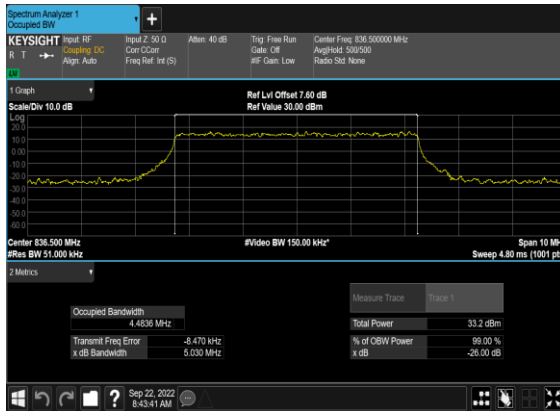 Spectrum Analyzer 1
Occupied BW
KEYSIGHT
R T
Input: RF
Coupling: DC
Align: Auto
Input Z: 50 Ω
Corr CCorr
Freq Ref: Int (S)
Atten: 40 dB
Trig: Free Run
Gate: Off
#IF Gain: Low
Center Freq: 836.500000 MHz
Avg|Hold: 500/500
Radio Std: None
1 Graph
Scale/Div 10.0 dB
Ref Lvl Offset 7.60 dB
Ref Value 30.00 dBm
Log
20.0
10.0
0.00
-10.0
-20.0
-30.0
-40.0
-50.0
-60.0
Center 836.500 MHz
#Res BW 51.000 kHz
#Video BW 150.00 kHz*
Span 10 MH
Sweep 4.80 ms (1001 pt
2 Metrics
Measure Trace Trace 1
Occupied Bandwidth
4.4836 MHz
Total Power 33.2 dBm
Transmit Freq Error -8.470 kHz
% of OBW Power 99.00 %
x dB Bandwidth 5.030 MHz
x dB -26.00 dB
Sep 22, 2022
8:43:41 AM